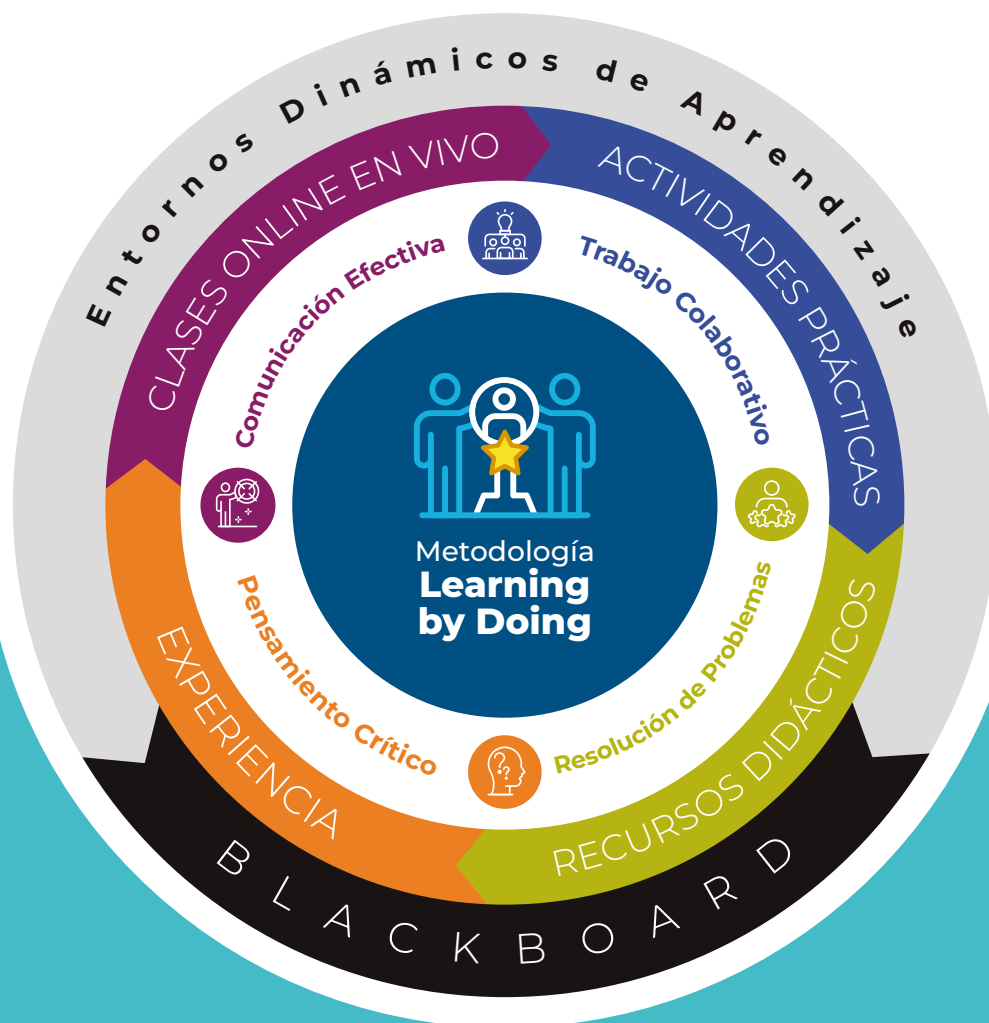 Entornos Dinámicos de Aprendizaje
CLASES ONLINE EN VIVO
ACTIVIDADES PRÁCTICAS
RECURSOS DIDÁCTICOS
EXPERIENCIA
Comunicación Efectiva
Trabajo Colaborativo
Resolución de Problemas
Pensamiento Crítico
Metodología
Learning
by Doing
BLACKBOARD